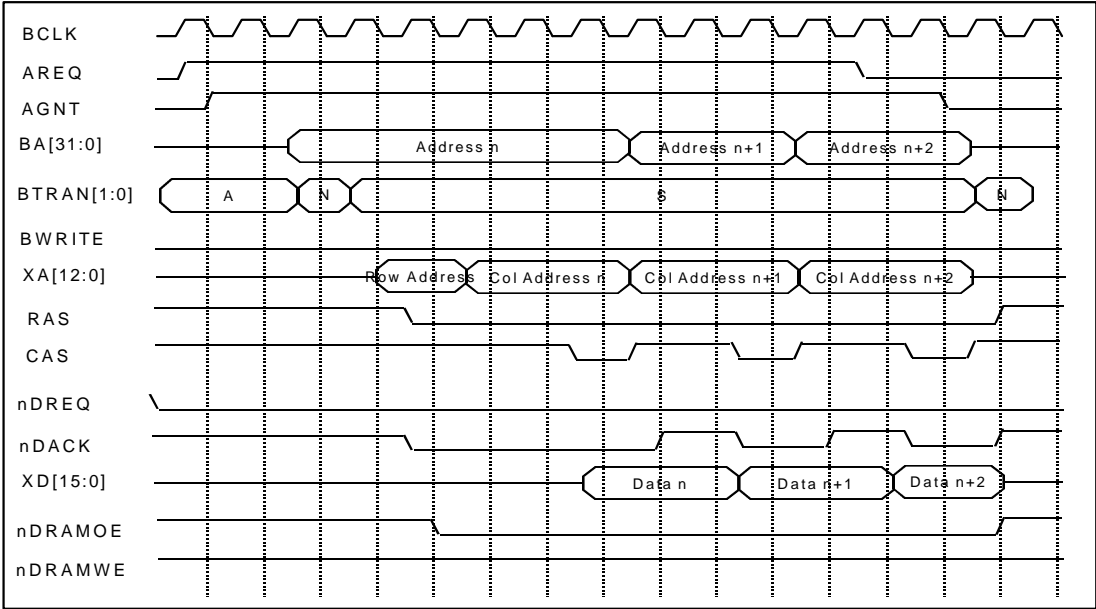 BCLK
AREQ
AGNT
BA[31:0] Address n Address n+1 Address n+2
BTRAN[1:0] A N S N
BWRITE
XA[12:0] Row Address Col Address n Col Address n+1 Col Address n+2
RAS
CAS
nDREQ
nDACK
XD[15:0] Data n Data n+1 Data n+2
nDRAMOE
nDRAMWE